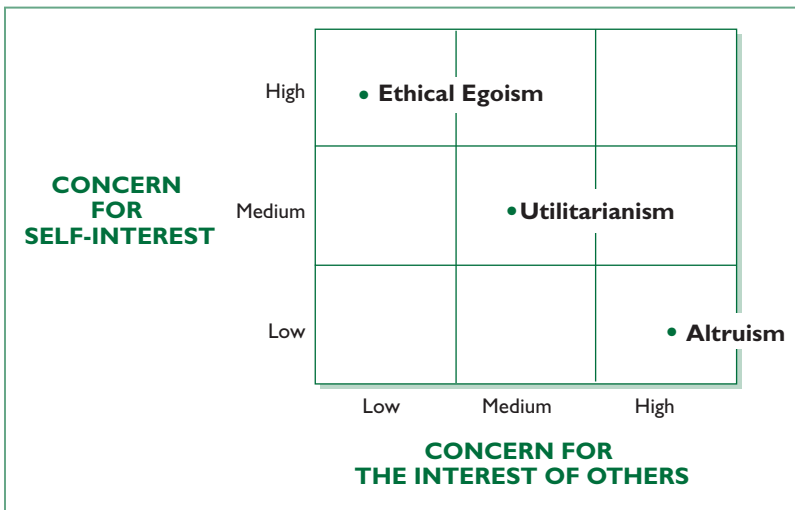 High
Ethical Egoism
CONCERN
FOR
SELF-INTEREST
Medium
Utilitarianism
Low
Altruism
Low
Medium
High
CONCERN FOR
THE INTEREST OF OTHERS